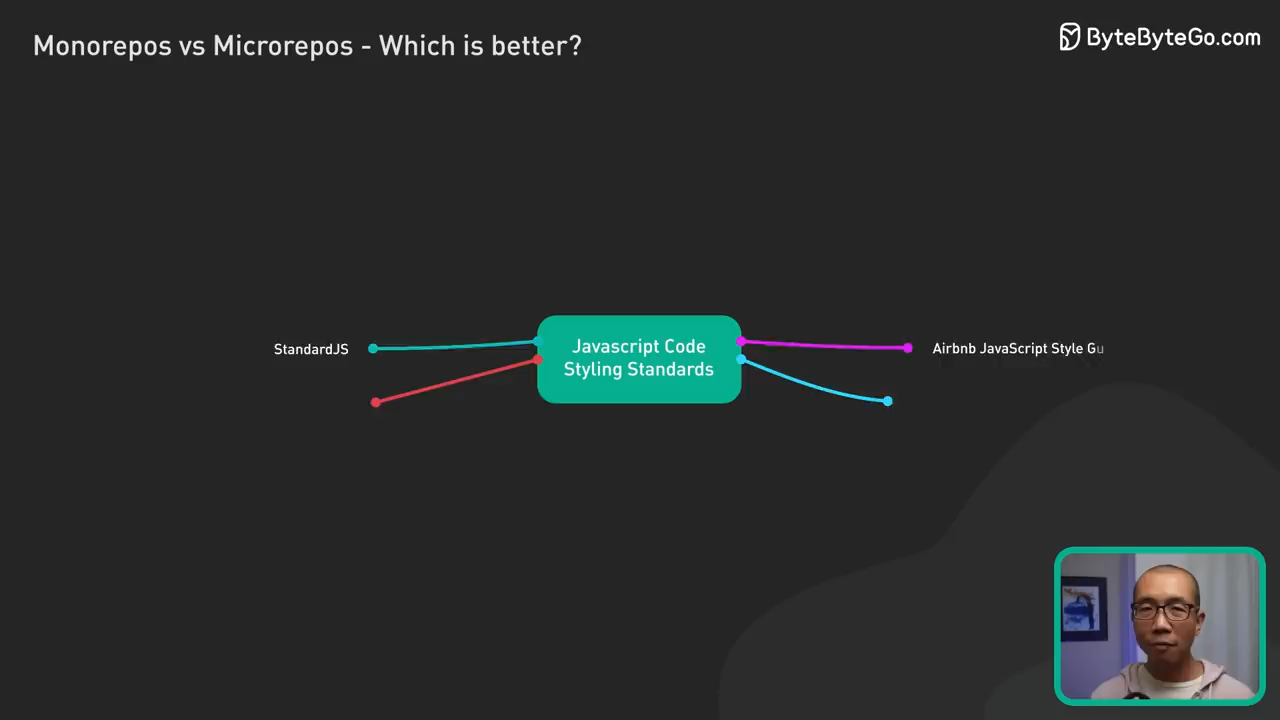 Monorepos vs Microrepos - Which is better?
ByteByteGo.com
StandardJS
Javascript Code
Styling Standards
Airbnb JavaScript Style Gu